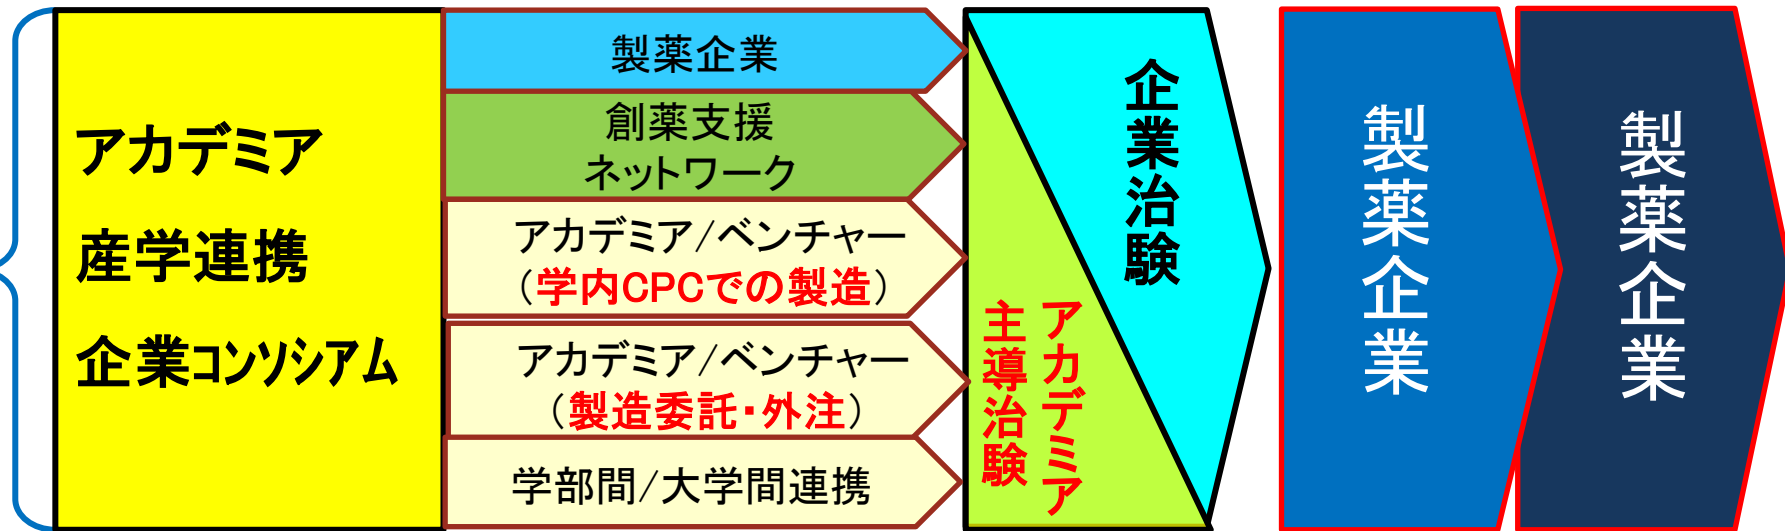 アカデミア
産学連携
企業コンソシアム
製薬企業
創薬支援
ネットワーク
アカデミア/ベンチャー
（学内CPCでの製造）
アカデミア/ベンチャー
（製造委託・外注）
学部間/大学間連携
企業治験
アカデミア
主導治験
製薬企業
製薬企業